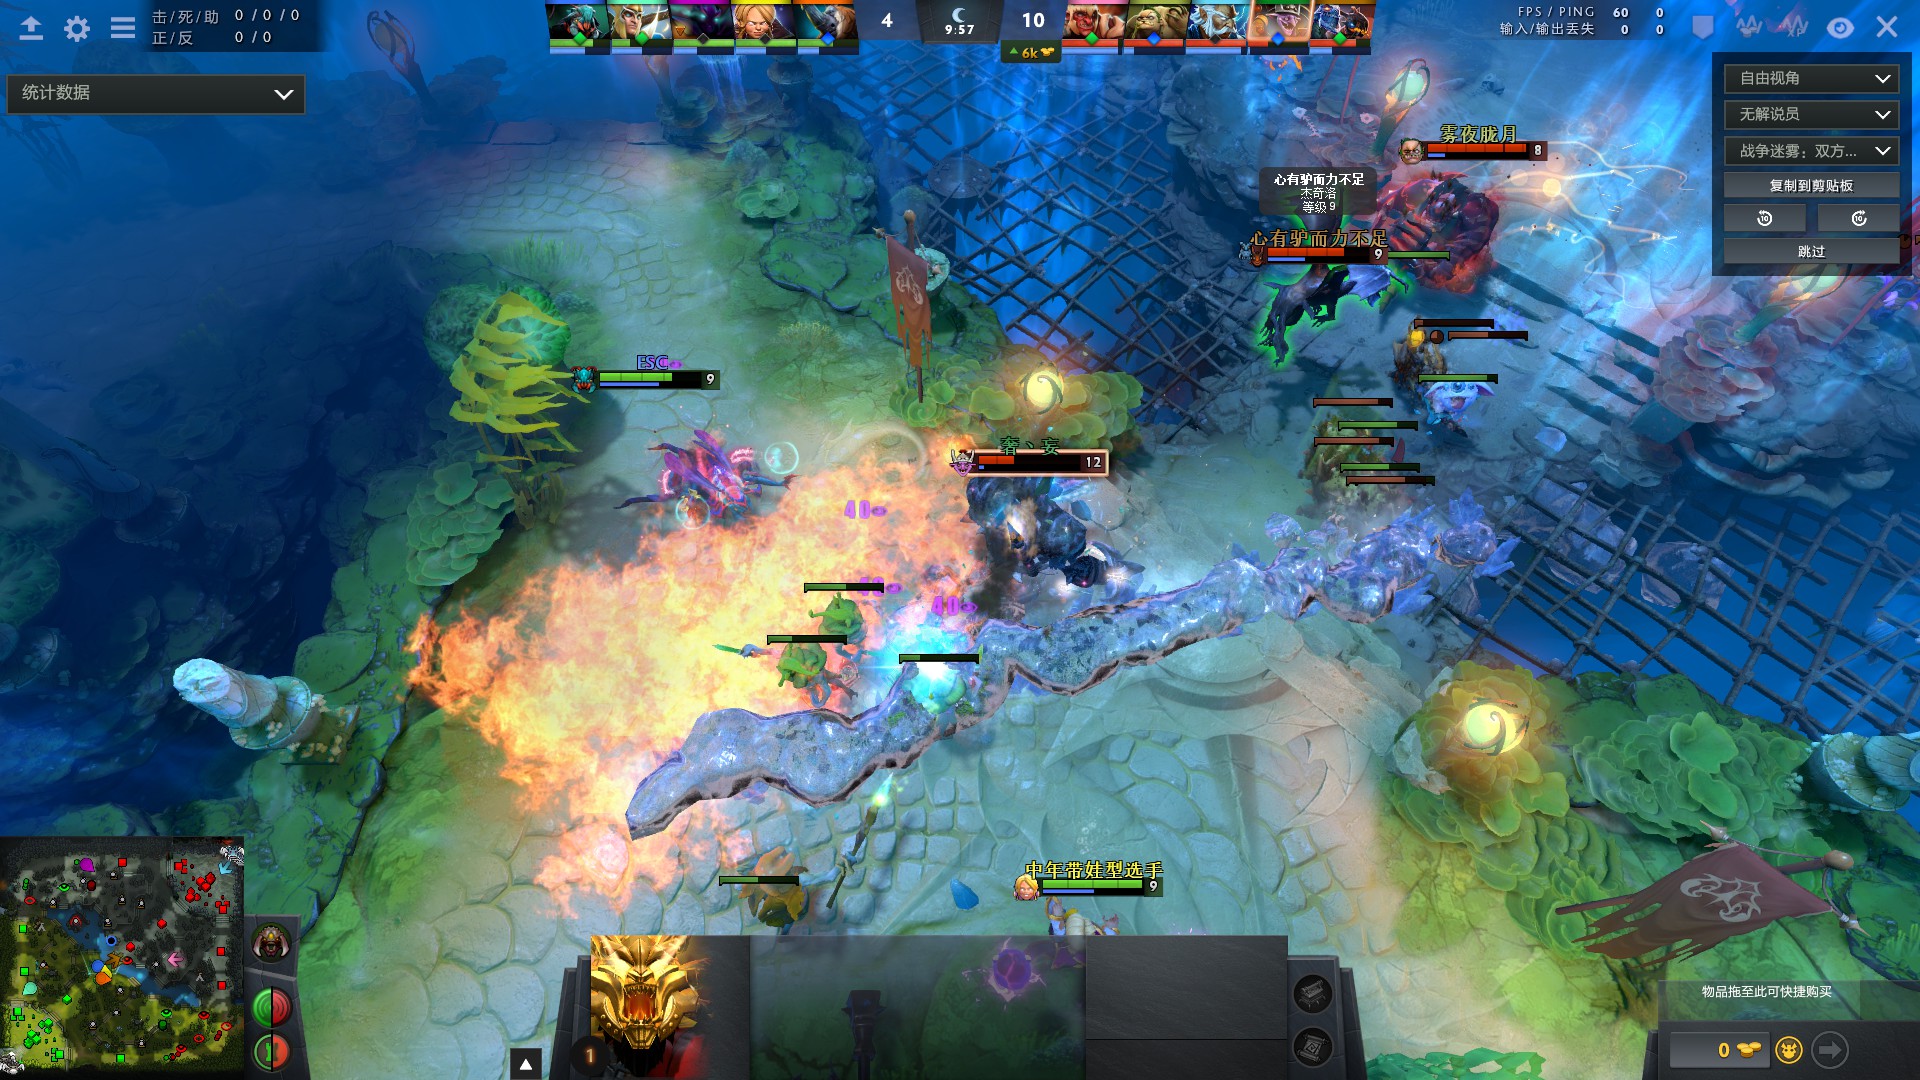 击/死/助 0 / 0 / 0
正/反 0 / 0
4
9:57
10
6k
FPS / PING 60 0
输入/输出丢失 0 0
统计数据
自由视角
无解说员
战争迷雾：双方...
复制到剪贴板
10
10
跳过
雾夜胧月
8
心有驴而力不足
杰奇洛
等级 9
心有驴而力不足
9
ESC
9
奢、妄
12
40
40
中年带娃型选手
9
1
物品拖至此可快捷购买
0